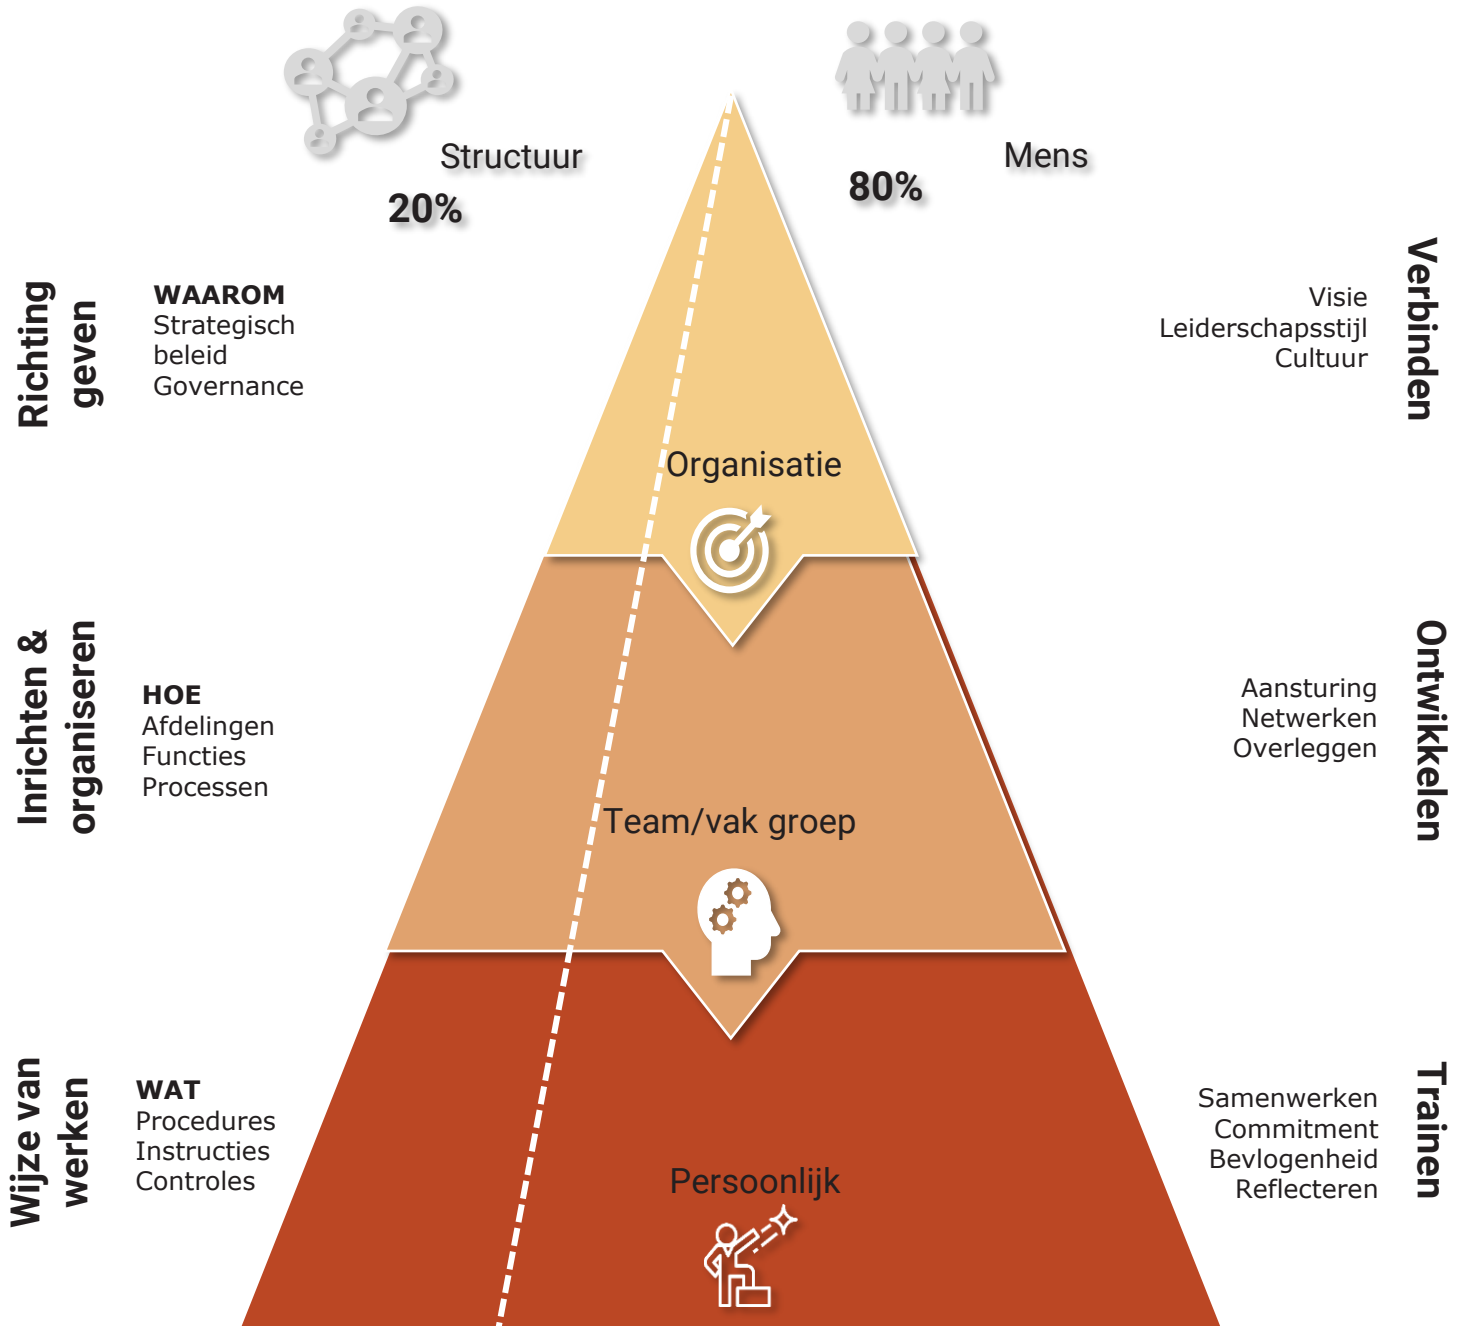 Structuur
20%
Mens
80%
Richting
geven
WAAROM
Strategisch
beleid
Governance
Organisatie
Visie
Leiderschapsstijl
Cultuur
Verbinden
Inrichten &
organiseren
HOE
Afdelingen
Functies
Processen
Team/vak groep
Aansturing
Netwerken
Overleggen
Ontwikkelen
Wijze van
werken
WAT
Procedures
Instructies
Controles
Persoonlijk
Samenwerken
Commitment
Bevlogenheid
Reflecteren
Trainen